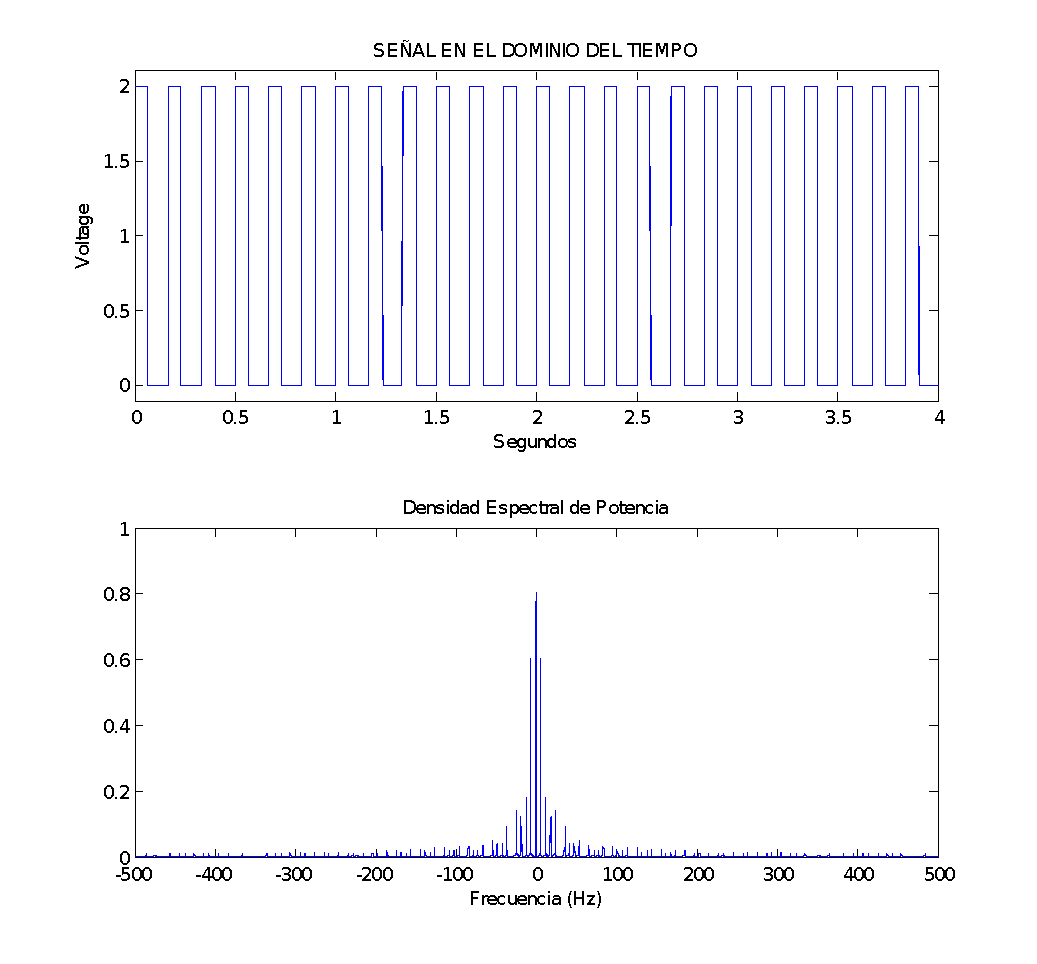 SEÑAL EN EL DOMINIO DEL TIEMPO
2
1.5
1
0.5
0
Voltage
0 0.5 1 1.5 2 2.5 3 3.5 4
Segundos
Densidad Espectral de Potencia
1
0.8
0.6
0.4
0.2
0
-500 -400 -300 -200 -100 0 100 200 300 400 500
Frecuencia (Hz)